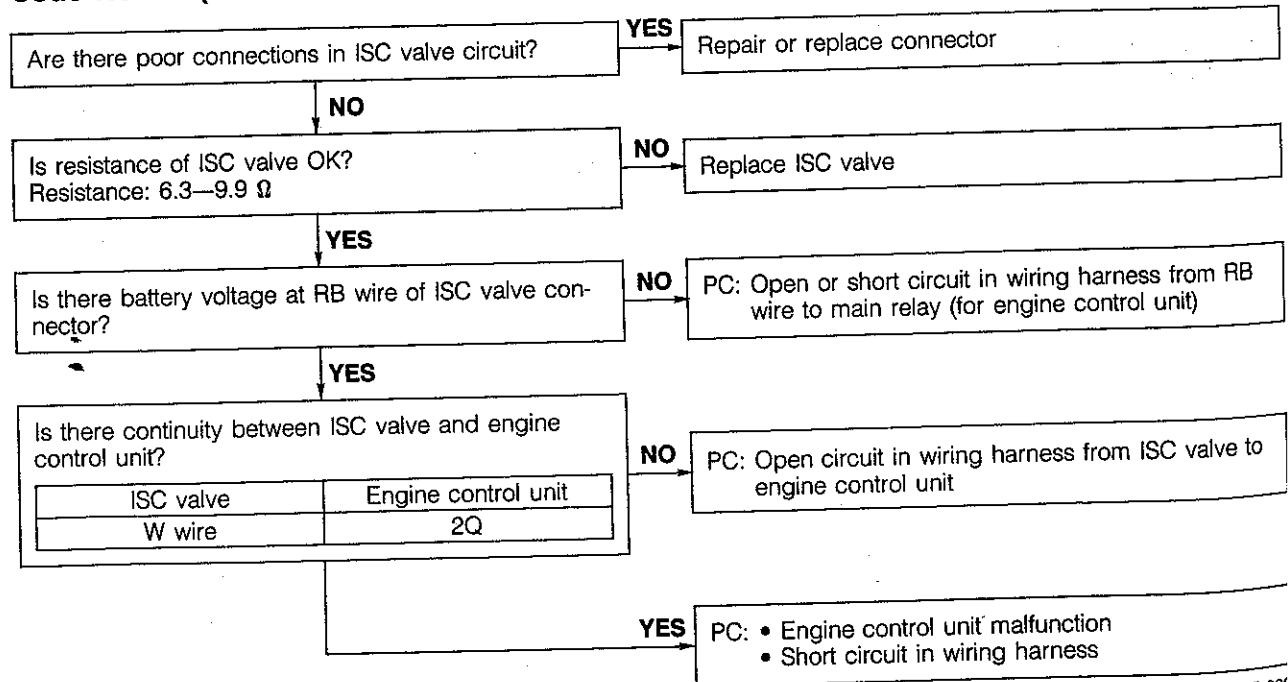 Are there poor connections in ISC valve circuit?
YES
Repair or replace connector
NO
Is resistance of ISC valve OK?
Resistance: 6.3—9.9 Ω
NO
Replace ISC valve
YES
Is there battery voltage at RB wire of ISC valve con-
nector?
NO
PC: Open or short circuit in wiring harness from RB
wire to main relay (for engine control unit)
YES
Is there continuity between ISC valve and engine
control unit?
ISC valve
Engine control unit
W wire
2Q
NO
PC: Open circuit in wiring harness from ISC valve to
engine control unit
YES
PC: • Engine control unit malfunction
• Short circuit in wiring harness